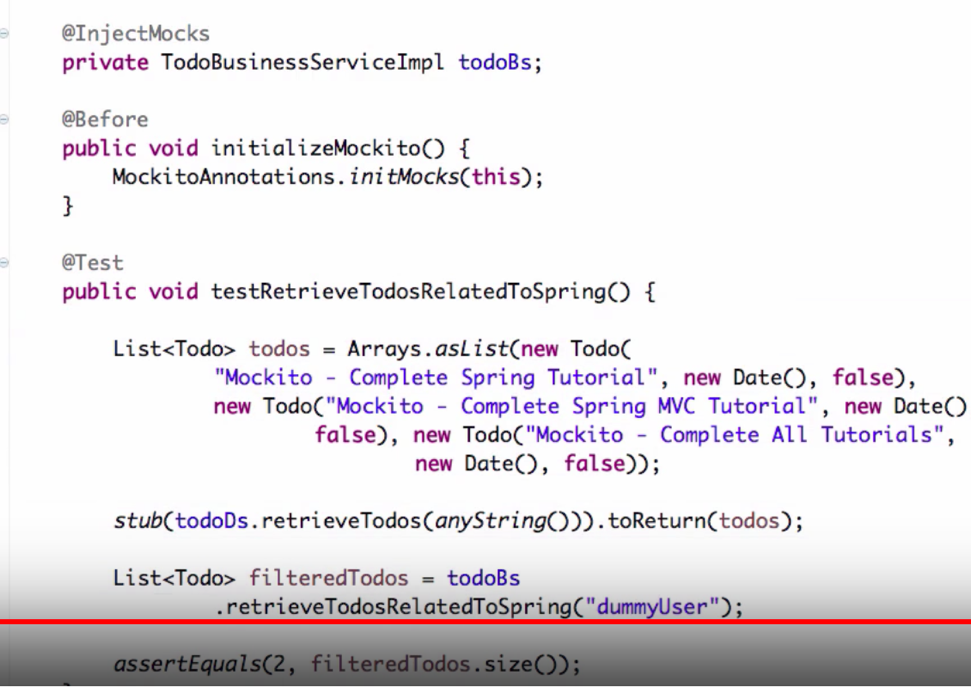 @InjectMocks
private TodoBusinessServiceImpl todoBs;
@Before
public void initializeMockito() {
MockitoAnnotations.initMocks(this);
}
@Test
public void testRetrieveTodosRelatedToSpring() {
List<Todo> todos = Arrays.asList(new Todo(
"Mockito - Complete Spring Tutorial", new Date(), false),
new Todo("Mockito - Complete Spring MVC Tutorial", new Date()
false), new Todo("Mockito - Complete All Tutorials",
new Date(), false));
stub(todoDs.retrieveTodos(anyString())).toReturn(todos);
List<Todo> filteredTodos = todoBs
.retrieveTodosRelatedToSpring("dummyUser");
assertEquals(2, filteredTodos.size());